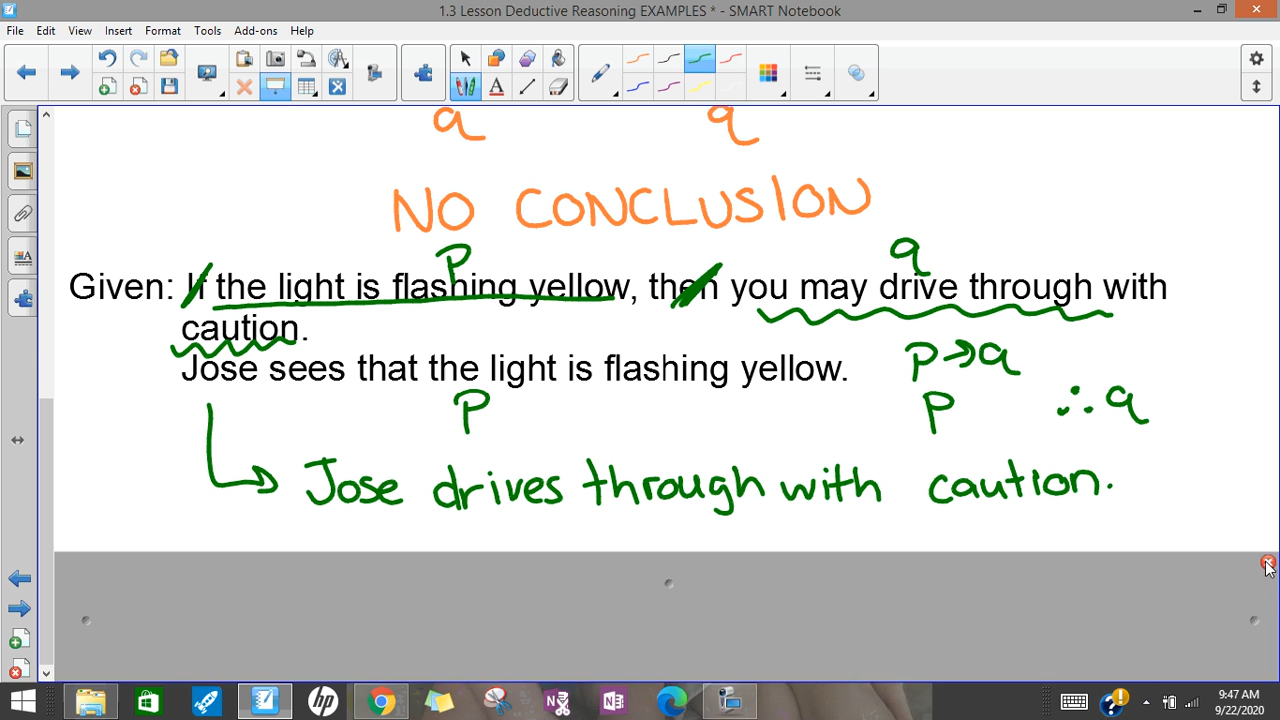 1.3 Lesson Deductive Reasoning EXAMPLES * - SMART Notebook
File Edit View Insert Format Tools Add-ons Help
q q
NO CONCLUSION
p q
Given: If the light is flashing yellow, then you may drive through with
caution.
Jose sees that the light is flashing yellow. p→q
p p ∴ q
Jose drives through with caution.
hp
9:47 AM
9/22/2020